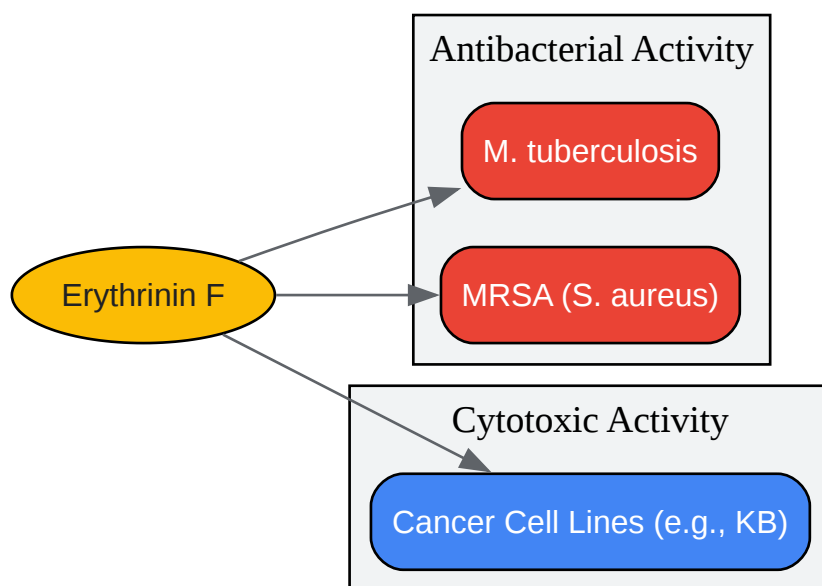 Antibacterial Activity
M. tuberculosis
Erythrinin F
MRSA (S. aureus)
Cytotoxic Activity
Cancer Cell Lines (e.g., KB)